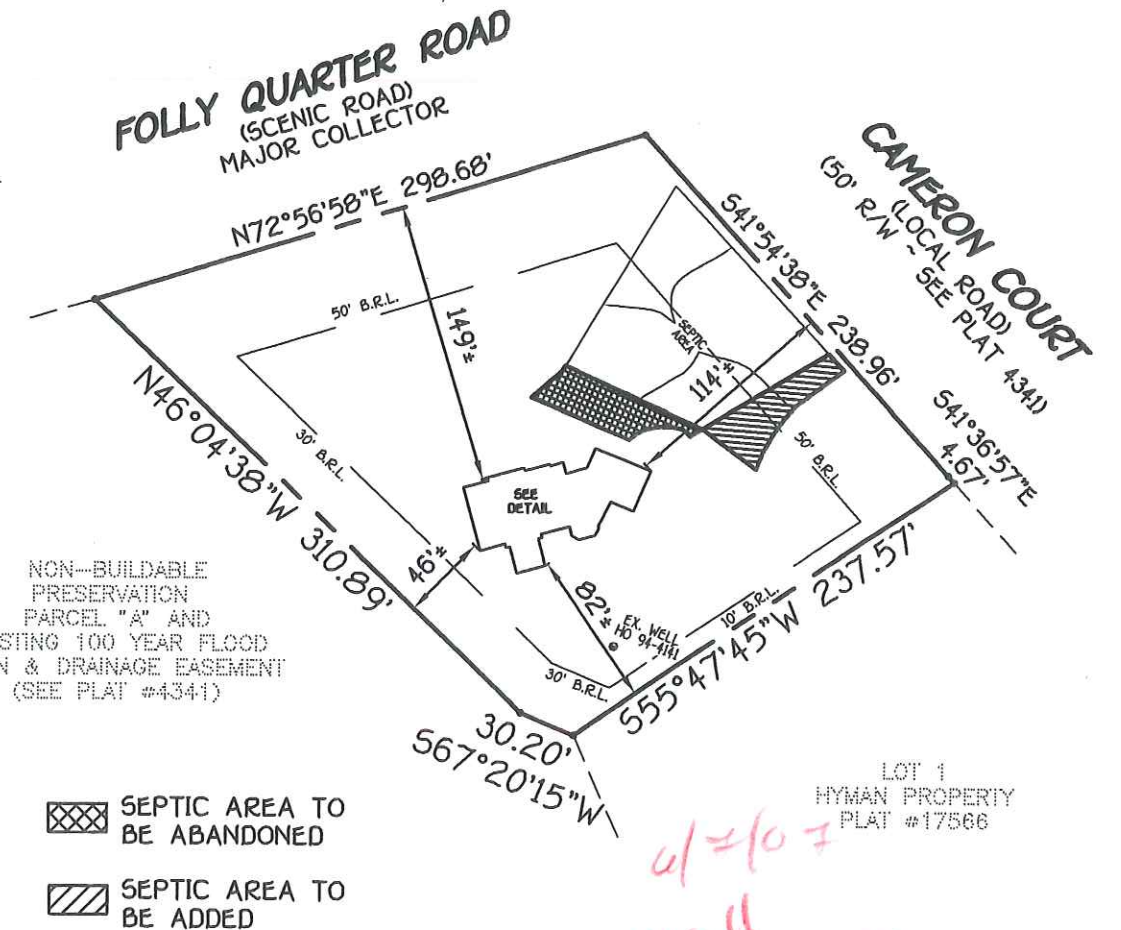 FOLLY QUARTER ROAD
(SCENIC ROAD)
MAJOR COLLECTOR
CAMERON COURT
(LOCAL ROAD)
(50' R/W ~ SEE PLAT 4341)
N72°56'58"E 298.68'
S41°54'38"E 238.96'
S41°36'57"E
4.67'
50' B.R.L.
149'±
SEPTIC
AREA
114'±
50' B.R.L.
N46°04'38"W 310.89'
30' B.R.L.
SEE
DETAIL
46'±
82'±
EX. WELL
HO 94-4141
10' B.R.L.
30' B.R.L.
S55°47'45"W 237.57'
30.20'
S67°20'15"W
NON-BUILDABLE
PRESERVATION
PARCEL "A" AND
STING 100 YEAR FLOOD
N & DRAINAGE EASEMENT
(SEE PLAT #4341)
LOT 1
HYMAN PROPERTY
PLAT #17566
SEPTIC AREA TO
BE ABANDONED
SEPTIC AREA TO
BE ADDED